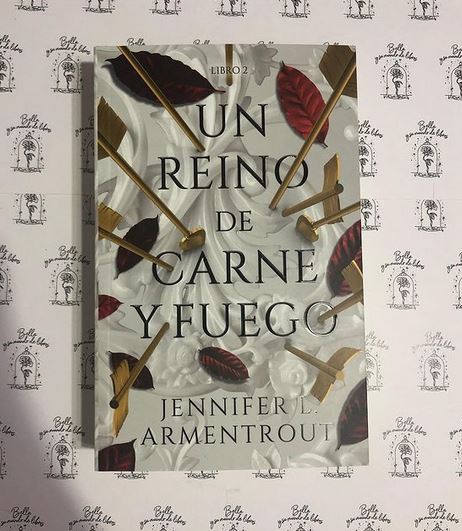 LIBRO 2
UN
REINO
DE
CARNE
Y FUEGO
JENNIFER L.
ARMENTROUT